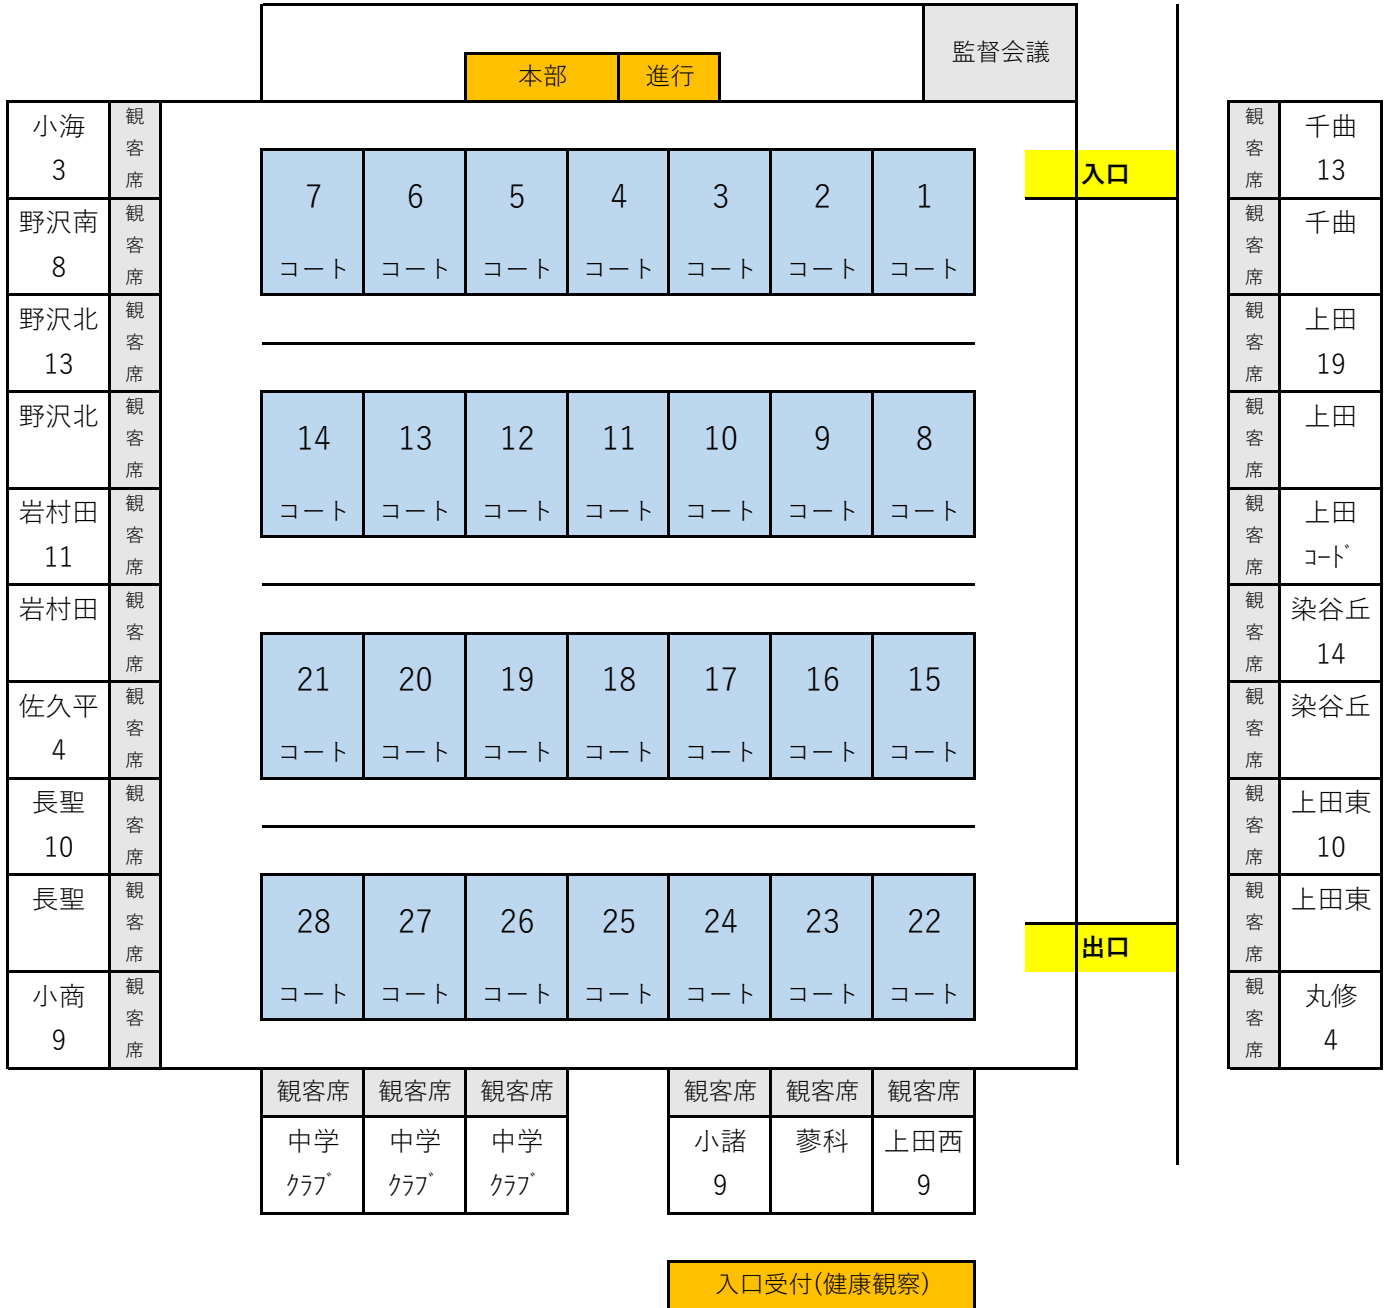 監督会議
本部 進行
小海
3
観客席
野沢南
8
観客席
野沢北
13
観客席
野沢北
観客席
岩村田
11
観客席
岩村田
観客席
佐久平
4
観客席
長聖
10
観客席
長聖
観客席
小商
9
観客席
7 6 5 4 3 2 1
コート コート コート コート コート コート コート
14 13 12 11 10 9 8
コート コート コート コート コート コート コート
21 20 19 18 17 16 15
コート コート コート コート コート コート コート
28 27 26 25 24 23 22
コート コート コート コート コート コート コート
入口
出口
観客席
千曲
13
観客席
千曲
観客席
上田
19
観客席
上田
観客席
上田
ｺｰﾄﾞ
観客席
染谷丘
14
観客席
染谷丘
観客席
上田東
10
観客席
上田東
観客席
丸修
4
観客席 観客席 観客席 観客席 観客席 観客席
中学 中学 中学 小諸 蓼科 上田西
ｸﾗﾌﾞ ｸﾗﾌﾞ ｸﾗﾌﾞ 9 9
入口受付(健康観察)